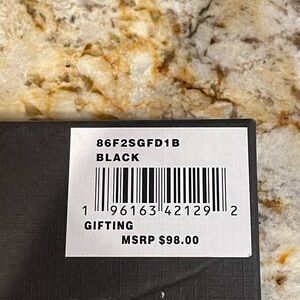 86F2SGFD1B
BLACK
1 96163 42129 2
GIFTING
MSRP $98.00